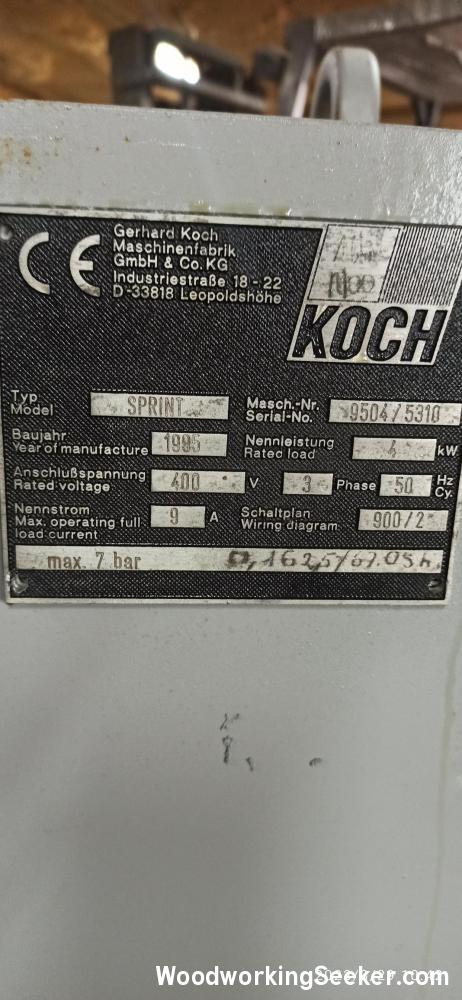 CE
Gerhard Koch
Maschinenfabrik
GmbH & Co. KG
Industriestraße 18 - 22
D-33818 Leopoldshöhe
KOCH
Typ
Model
SPRINT
Masch.-Nr.
Serial-No.
9504/5310
Baujahr
Year of manufacture
1995
Nennleistung
Rated load
4
kW
Anschlußspannung
Rated voltage
400
V
3
Phase
50
Hz
Cy.
Nennstrom
Max. operating full
load current
9
A
Schaltplan
Wiring diagram
900/2
max. 7 bar
WoodworkingSeeker.com